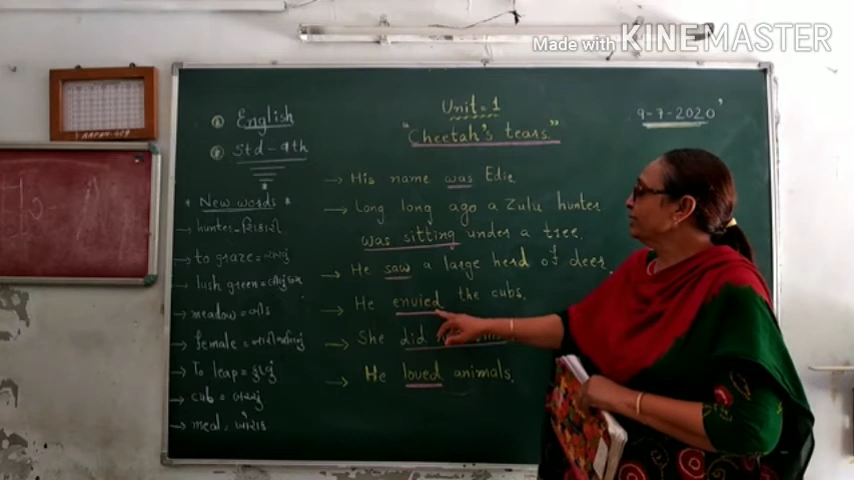 Made with KINEMASTER
Unit = 1
"Cheetah's tears."
9-7-2020
① English
② Std - 9th
* New words *
→ hunter - શિકારી
→ to graze = ચરવું
→ lush green =
→ meadow = બીડ
→ female =
→ To leap = કુદવું
→ cub = બચ્ચું
→ meal = ખોરાક
→ His name was Edie
→ Long long ago a Zulu hunter
was sitting under a tree.
→ He saw a large herd of deer.
→ He envied the cubs.
→ She did
→ He loved animals.